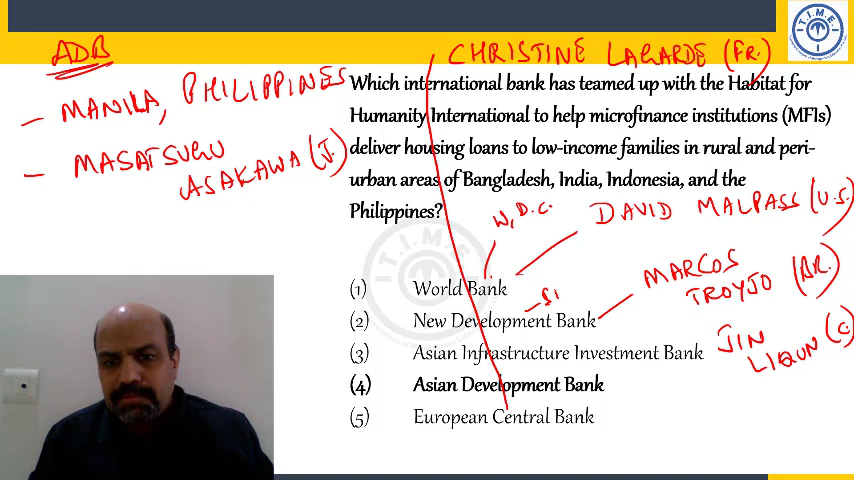 T.I.M.E.
ADB
- MANILA, PHILIPPINES
- MASATSUGU
ASAKAWA (J.)
CHRISTINE LAGARDE (FR.)
Which international bank has teamed up with the Habitat for
Humanity International to help microfinance institutions (MFIs)
deliver housing loans to low-income families in rural and peri-
urban areas of Bangladesh, India, Indonesia, and the
Philippines?
W, D.C.
DAVID MALPASS (U.S.)
(1) World Bank
MARCOS
TROYJO (BR.)
- SI
(2) New Development Bank
JIN
LIQUN (C)
(3) Asian Infrastructure Investment Bank
(4) Asian Development Bank
(5) European Central Bank
T.I.M.E.